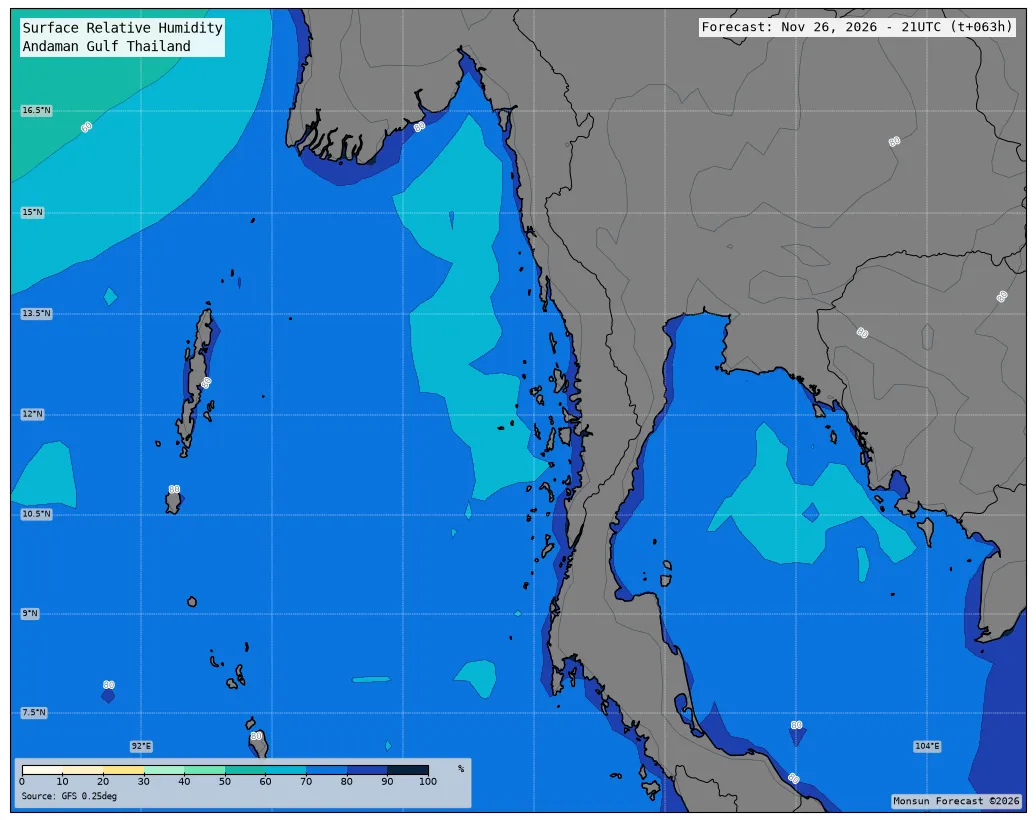 Surface Relative Humidity
Andaman Gulf Thailand
Forecast: Nov 26, 2026 - 21UTC (t+063h)
16.5°N
60
80
80
15°N
13.5°N
80
80
80
12°N
80
10.5°N
9°N
80
7.5°N
80
80
92°E
104°E
80
%
0 10 20 30 40 50 60 70 80 90 100
Source: GFS 0.25deg
Monsun Forecast ©2026